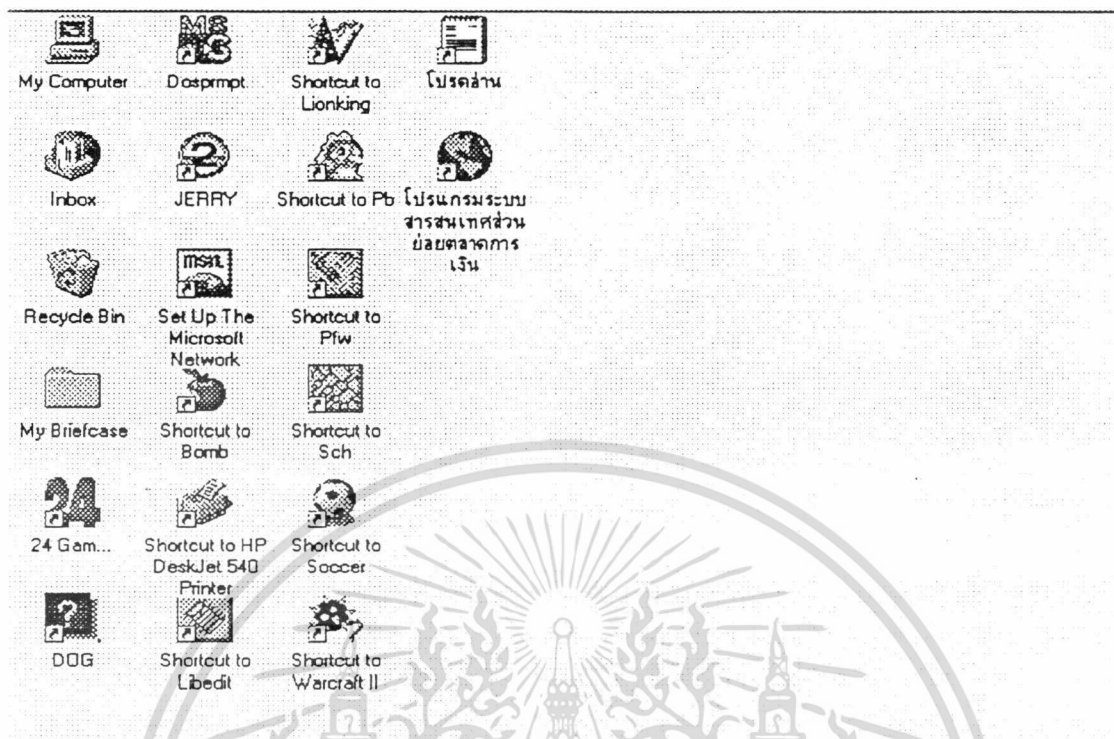 My Computer
Dosprmpt
Shortcut to
Lionking
โปรดอ่าน
Inbox
JERRY
Shortcut to Pb
โปรแกรมระบบ
สารสนเทศส่วน
ย่อยตลาดการ
เงิน
msn
Recycle Bin
Set Up The
Microsoft
Network
Shortcut to
Pfw
My Briefcase
Shortcut to
Bomb
Shortcut to
Sch
24
24 Gam...
Shortcut to HP
DeskJet 540
Printer
Shortcut to
Soccer
?
DOG
Shortcut to
Libedit
Shortcut to
Warcraft II